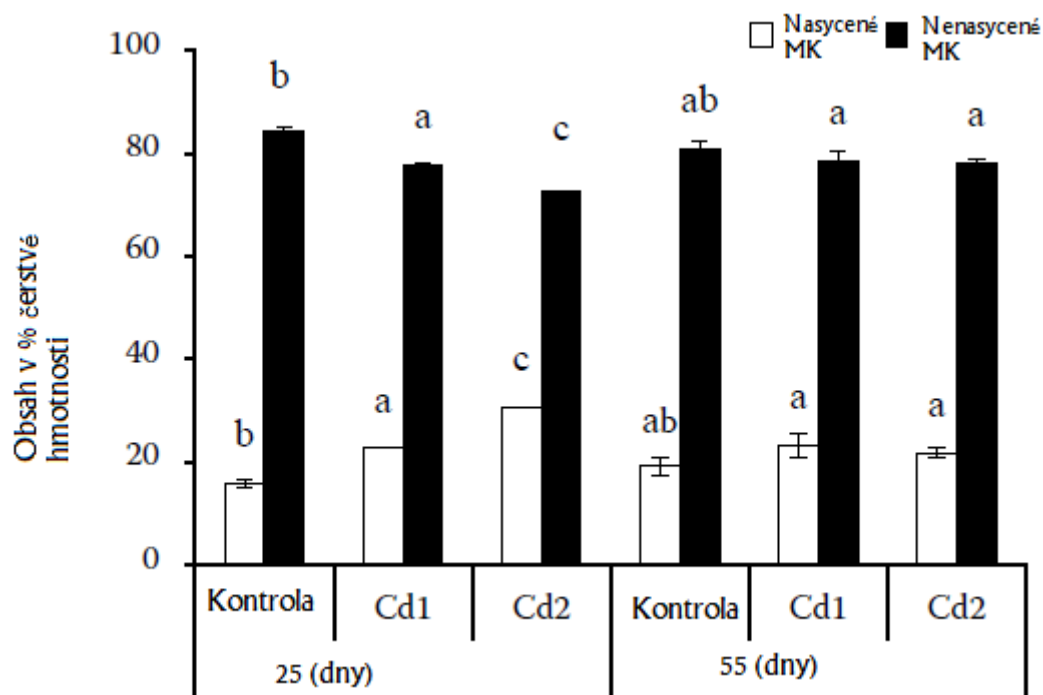 Nasycené
MK
Nenasycené
MK
Obsah v % čerstvé
hmotnosti
100
80
60
40
20
0
b
b
a
a
c
c
ab
ab
a
a
a
a
Kontrola Cd1 Cd2 Kontrola Cd1 Cd2
25 (dny) 55 (dny)